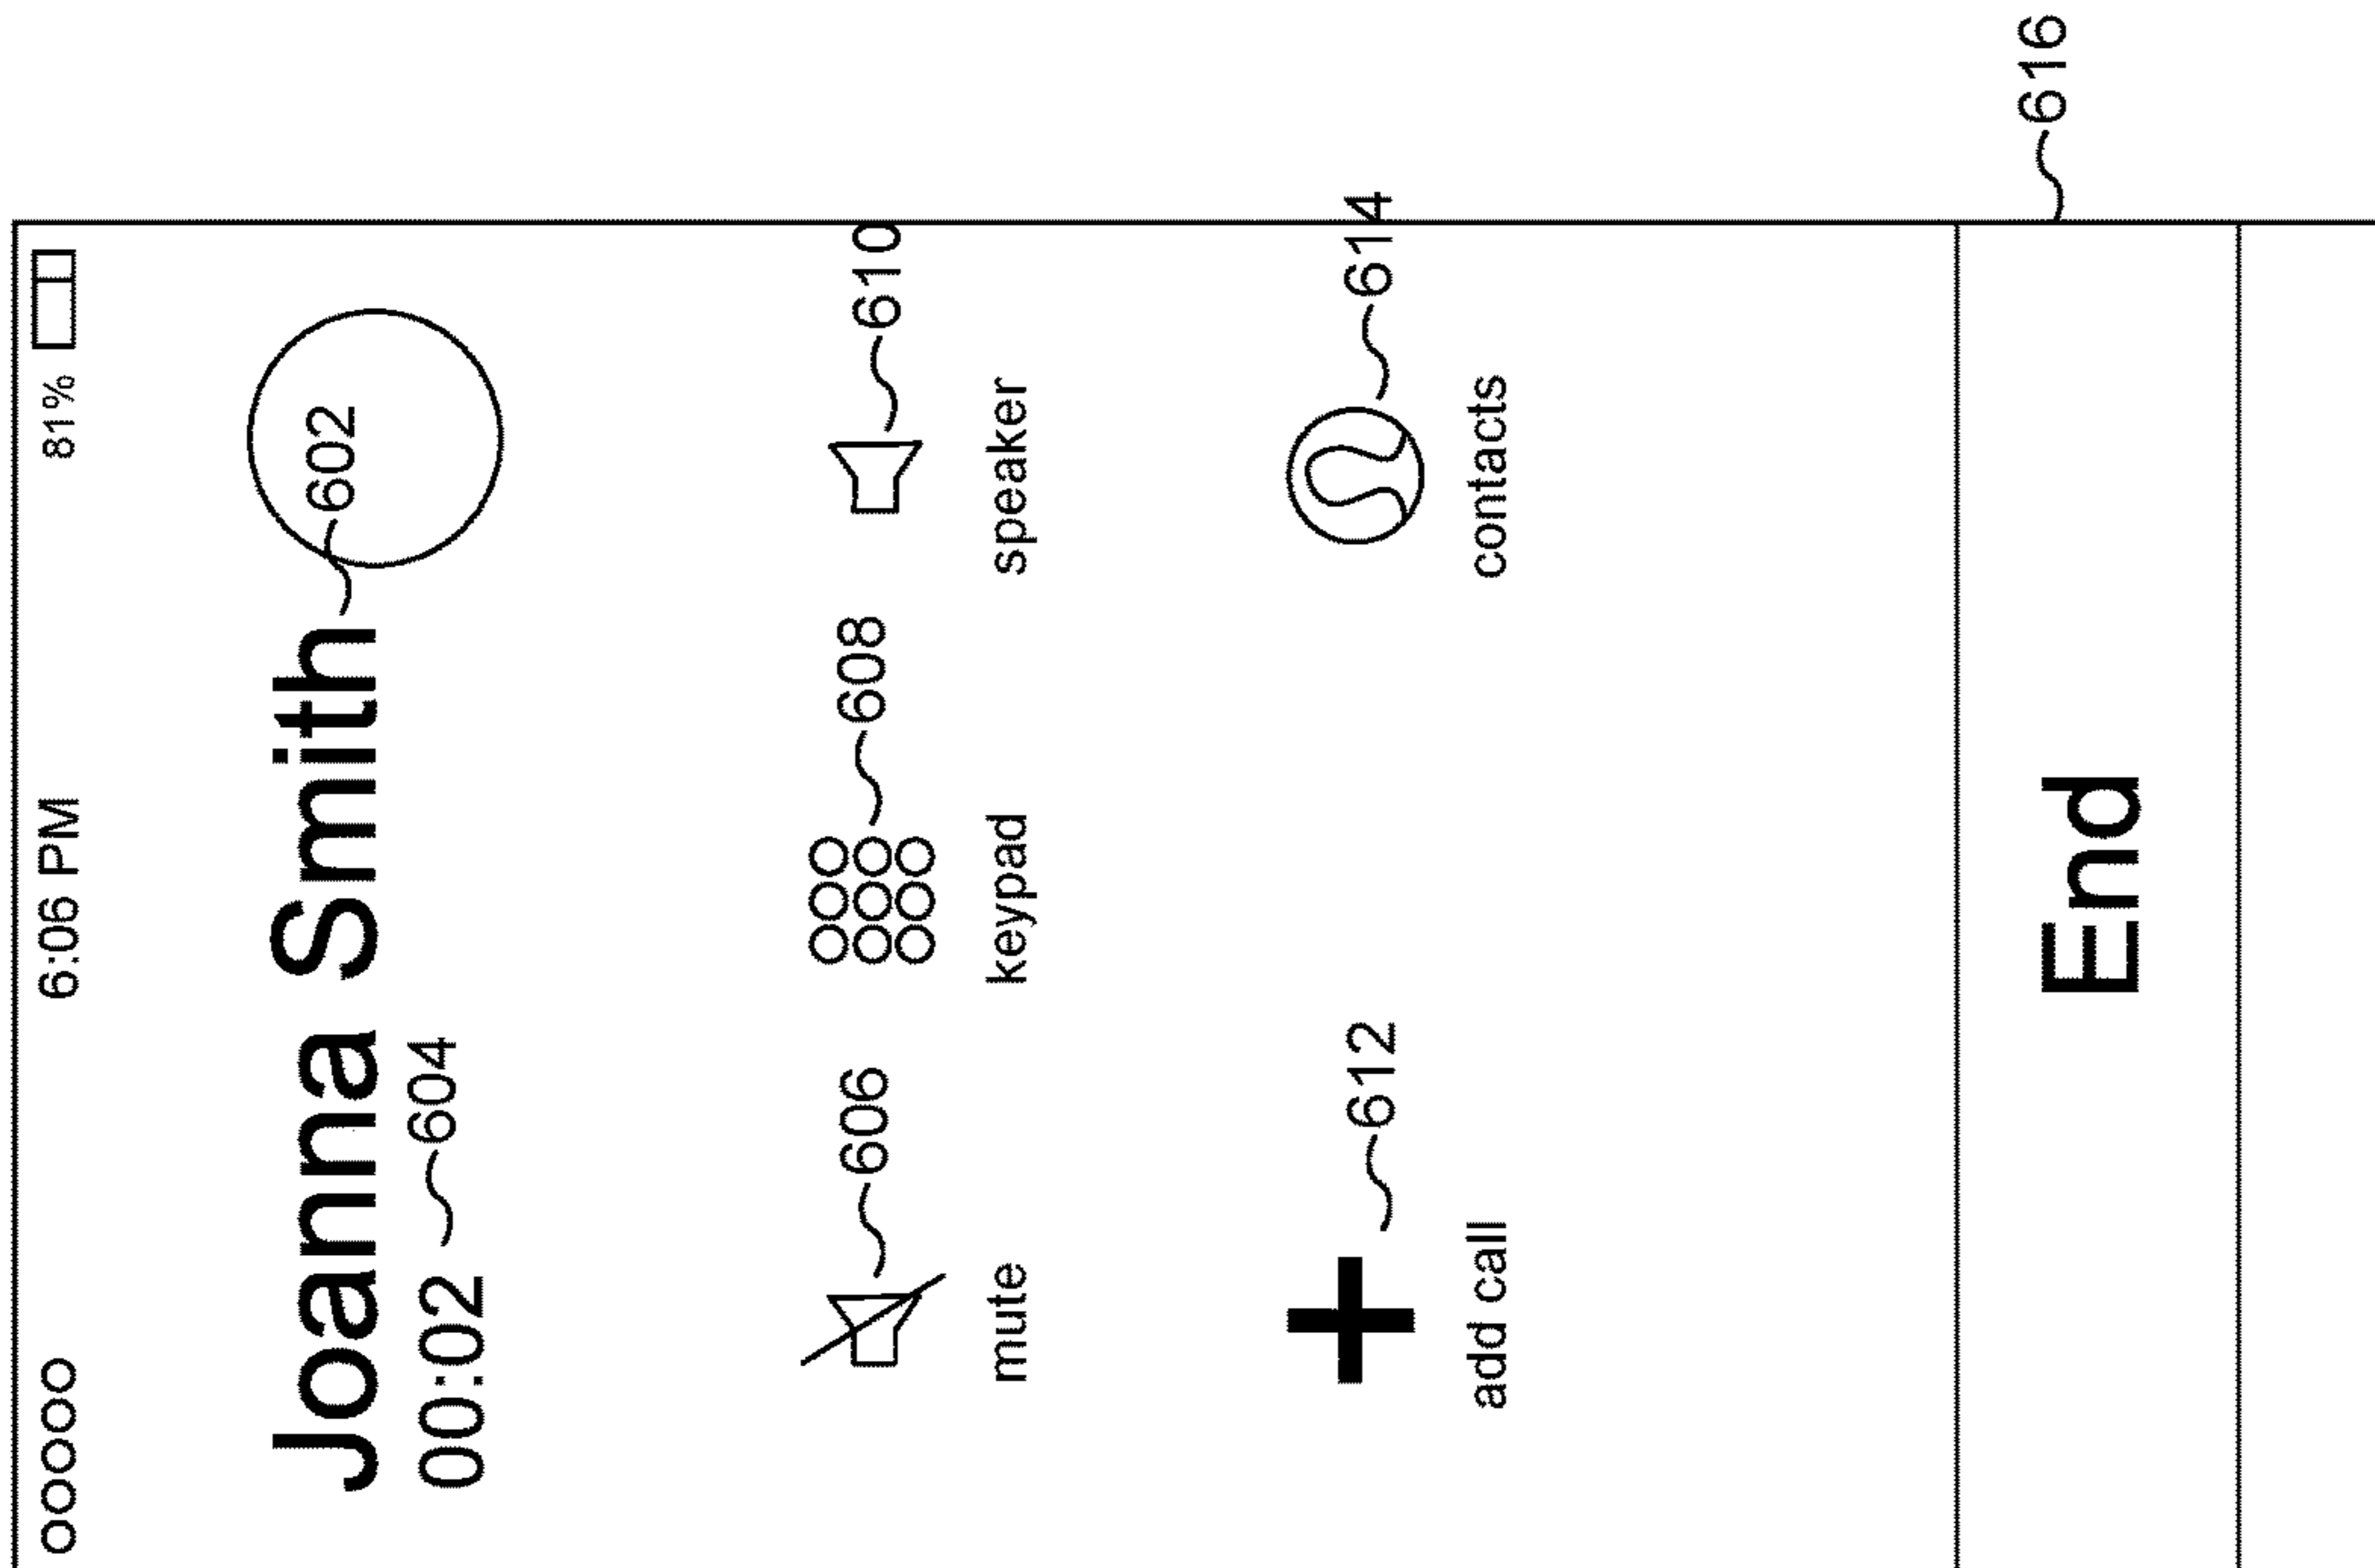 6:06 PM 81%
Joanna Smith 602
00:02 604
606 608 610
mute keypad speaker
612 614
add call contacts
End 616